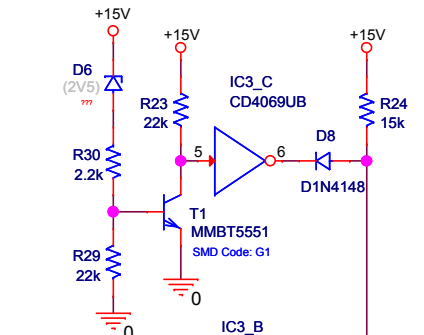 +15V
+15V
+15V
D6
(2V5)
???
R23
22k
IC3_C
CD4069UB
R24
15k
5
6
D8
D1N4148
R30
2.2k
T1
MMBT5551
SMD Code: G1
R29
22k
0
0
IC3_B